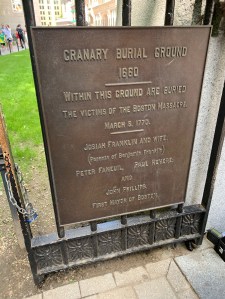 GRANARY BURIAL GROUND
1660
WITHIN THIS GROUND ARE BURIED
THE VICTIMS OF THE BOSTON MASSACRE,
MARCH 5, 1770.
JOSIAH FRANKLIN AND WIFE,
(PARENTS OF BENJAMIN FRANKLIN)
PETER FANEUIL, PAUL REVERE,
AND
JOHN PHILLIPS,
FIRST MAYOR OF BOSTON.